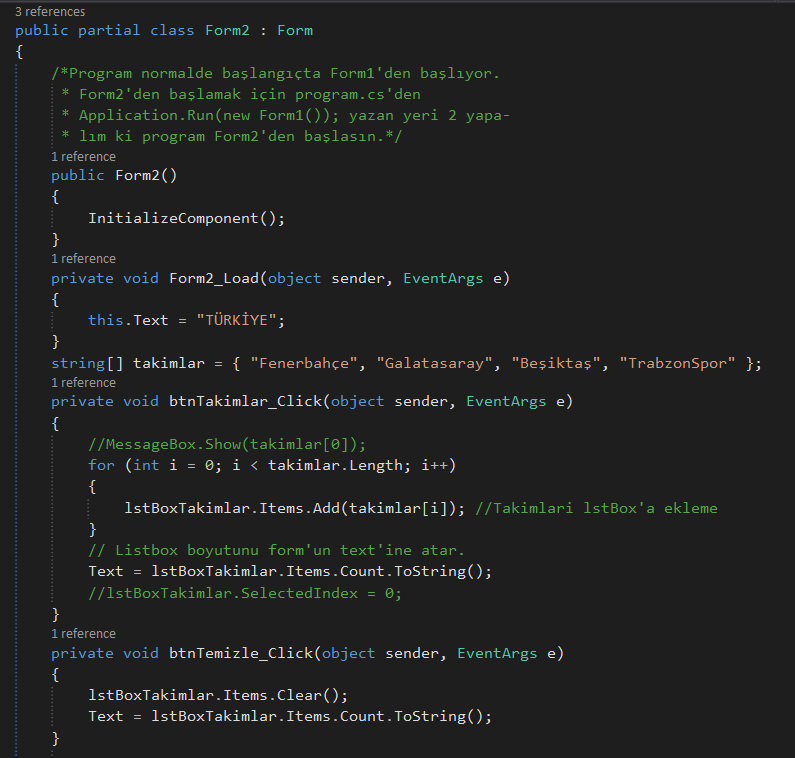 3 references
public partial class Form2 : Form
{
/*Program normalde başlangıçta Form1'den başlıyor.
* Form2'den başlamak için program.cs'den
* Application.Run(new Form1()); yazan yeri 2 yapa-
* lım ki program Form2'den başlasın.*/
1 reference
public Form2()
{
InitializeComponent();
}
1 reference
private void Form2_Load(object sender, EventArgs e)
{
this.Text = "TÜRKİYE";
}
string[] takimlar = { "Fenerbahçe", "Galatasaray", "Beşiktaş", "TrabzonSpor" };
1 reference
private void btnTakimlar_Click(object sender, EventArgs e)
{
//MessageBox.Show(takimlar[0]);
for (int i = 0; i < takimlar.Length; i++)
{
lstBoxTakimlar.Items.Add(takimlar[i]); //Takimlari lstBox'a ekleme
}
// Listbox boyutunu form'un text'ine atar.
Text = lstBoxTakimlar.Items.Count.ToString();
//lstBoxTakimlar.SelectedIndex = 0;
}
1 reference
private void btnTemizle_Click(object sender, EventArgs e)
{
lstBoxTakimlar.Items.Clear();
Text = lstBoxTakimlar.Items.Count.ToString();
}